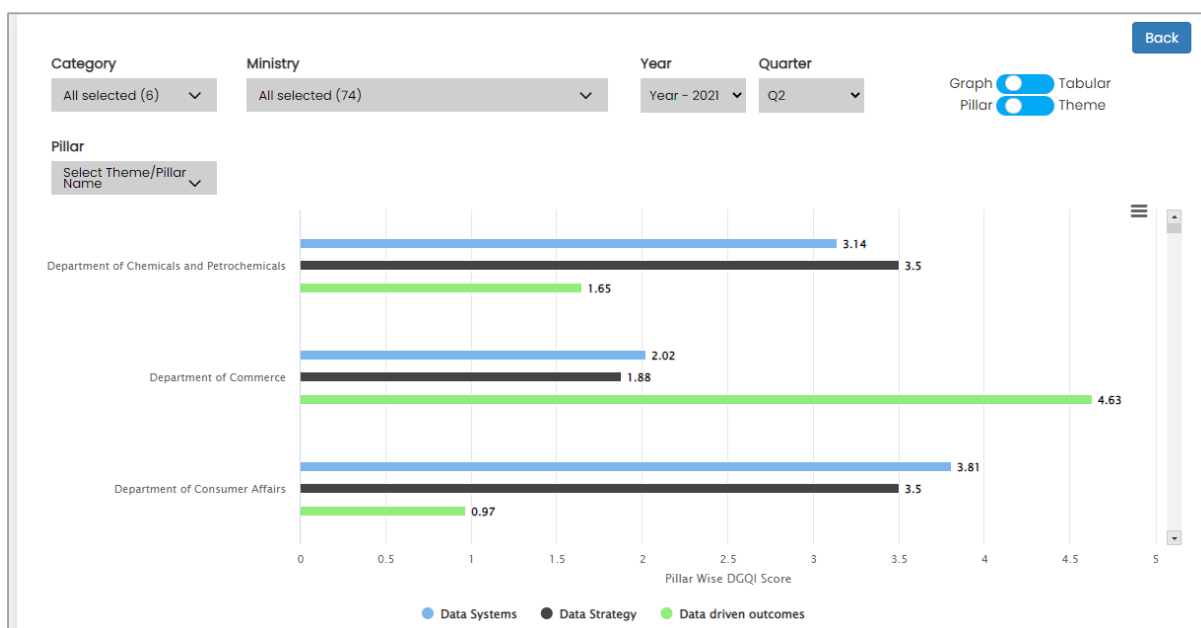 Back
Category
Ministry
Year
Quarter
All selected (6)
All selected (74)
Year - 2021
Q2
Graph
Tabular
Pillar
Theme
Pillar
Select Theme/Pillar
Name
3.14
Department of Chemicals and Petrochemicals
3.5
1.65
2.02
Department of Commerce
1.88
4.63
3.81
Department of Consumer Affairs
3.5
0.97
0
0.5
1
1.5
2
2.5
3
3.5
4
4.5
5
Pillar Wise DGQI Score
Data Systems
Data Strategy
Data driven outcomes